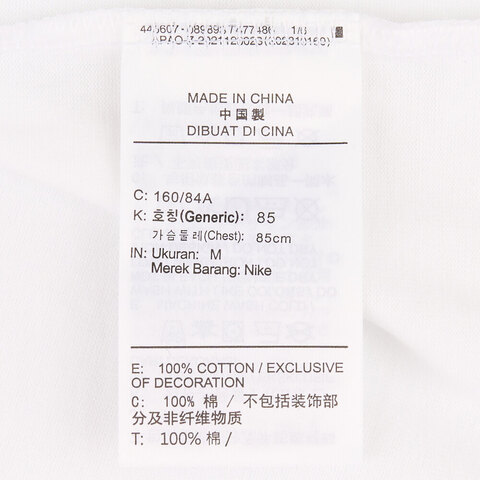 1/6
MADE IN CHINA
中国製
DIBUAT DI CINA
C: 160/84A
K: 호칭(Generic): 85
가슴둘레(Chest): 85cm
IN: Ukuran: M
Merek Barang: Nike
E: 100% COTTON / EXCLUSIVE
OF DECORATION
C: 100% 棉 / 不包括装饰部
分及非纤维物质
T: 100% 棉 /